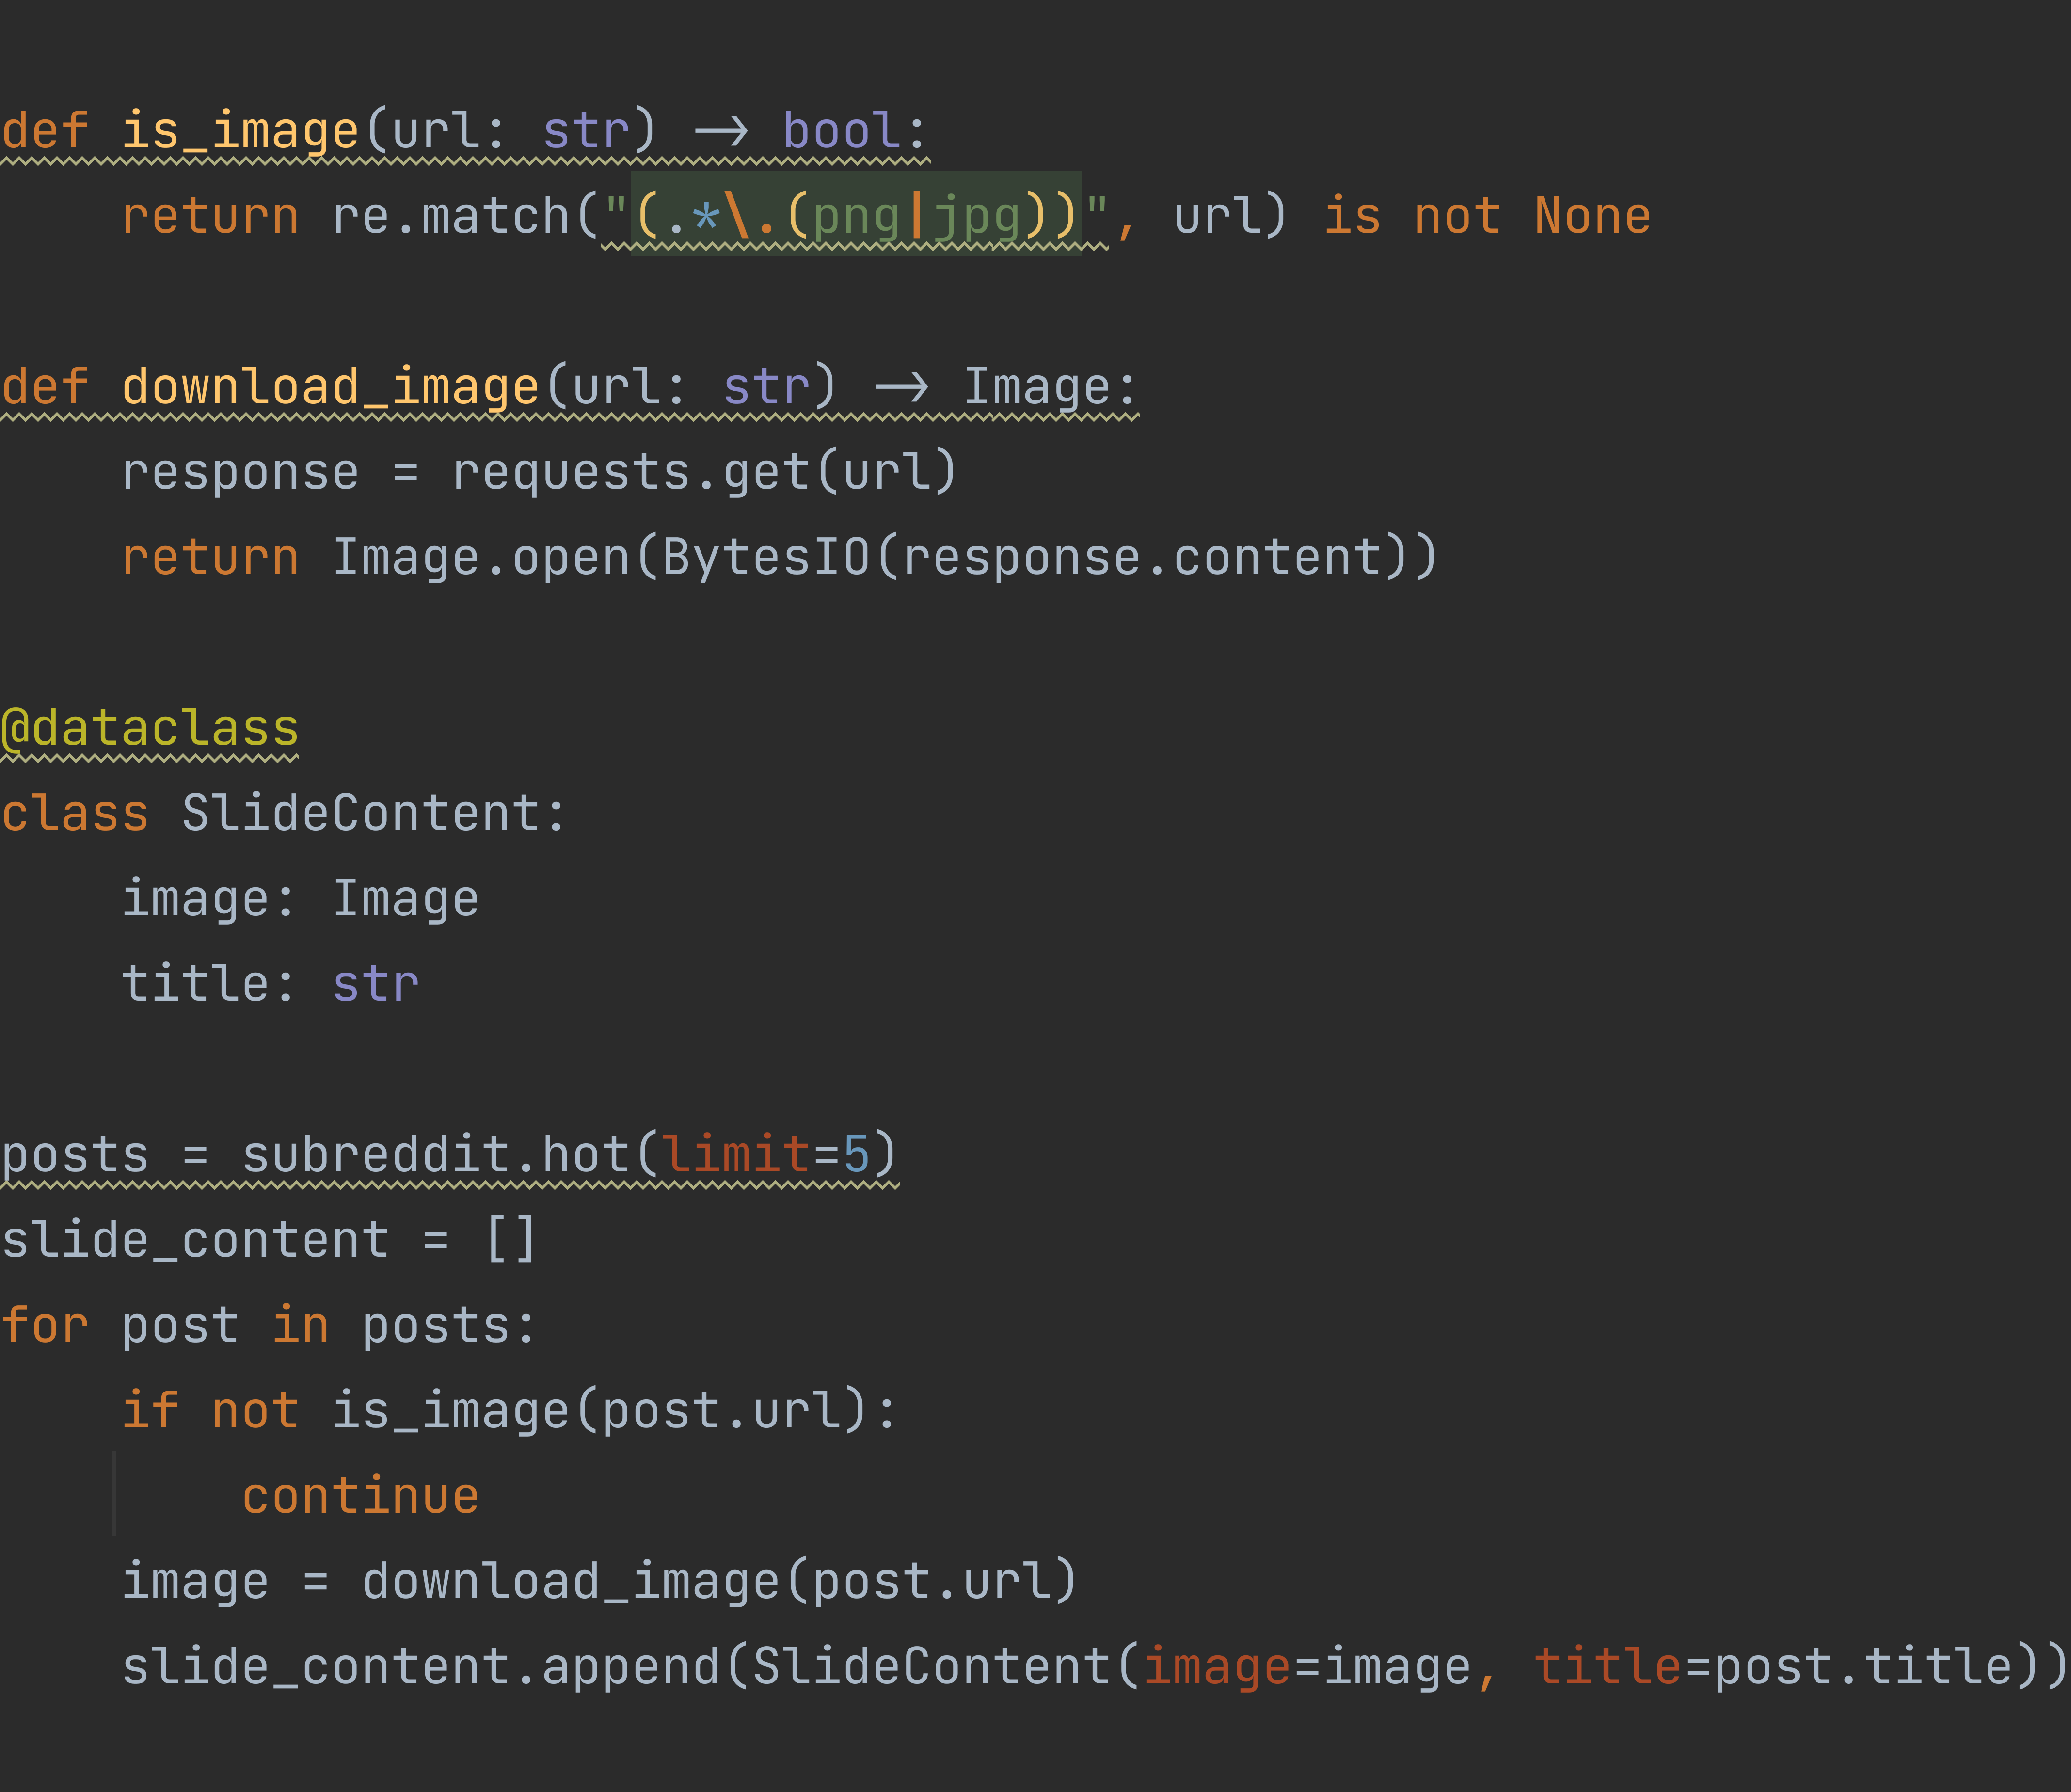 def is_image(url: str) -> bool:
    return re.match("(.*\.(png|jpg))", url) is not None
def download_image(url: str) -> Image:
    response = requests.get(url)
    return Image.open(BytesIO(response.content))
@dataclass
class SlideContent:
    image: Image
    title: str
posts = subreddit.hot(limit=5)
slide_content = []
for post in posts:
    if not is_image(post.url):
        continue
    image = download_image(post.url)
    slide_content.append(SlideContent(image=image, title=post.title))